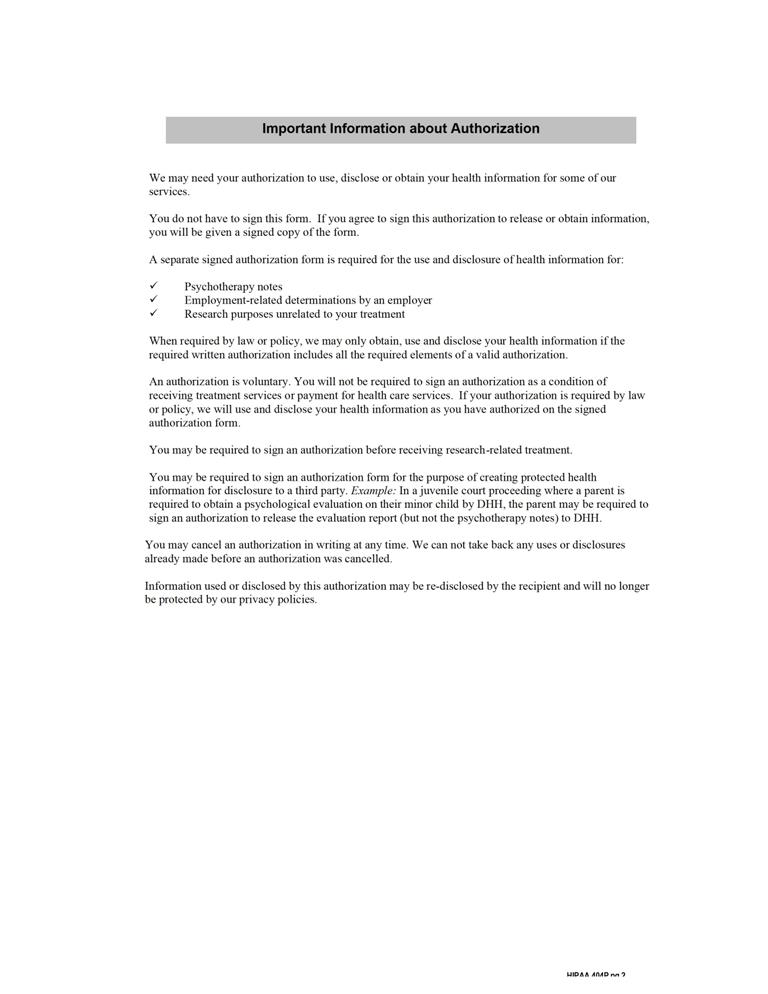 Important Information about Authorization
We may need your authorization to use, disclose or obtain your health information for some of our
services.
You do not have to sign this form.  If you agree to sign this authorization to release or obtain information,
you will be given a signed copy of the form.
A separate signed authorization form is required for the use and disclosure of health information for:
✓ Psychotherapy notes
✓ Employment-related determinations by an employer
✓ Research purposes unrelated to your treatment
When required by law or policy, we may only obtain, use and disclose your health information if the
required written authorization includes all the required elements of a valid authorization.
An authorization is voluntary. You will not be required to sign an authorization as a condition of
receiving treatment services or payment for health care services.  If your authorization is required by law
or policy, we will use and disclose your health information as you have authorized on the signed
authorization form.
You may be required to sign an authorization before receiving research-related treatment.
You may be required to sign an authorization form for the purpose of creating protected health
information for disclosure to a third party. Example: In a juvenile court proceeding where a parent is
required to obtain a psychological evaluation on their minor child by DHH, the parent may be required to
sign an authorization to release the evaluation report (but not the psychotherapy notes) to DHH.
You may cancel an authorization in writing at any time. We can not take back any uses or disclosures
already made before an authorization was cancelled.
Information used or disclosed by this authorization may be re-disclosed by the recipient and will no longer
be protected by our privacy policies.
HIPAA 404P pg